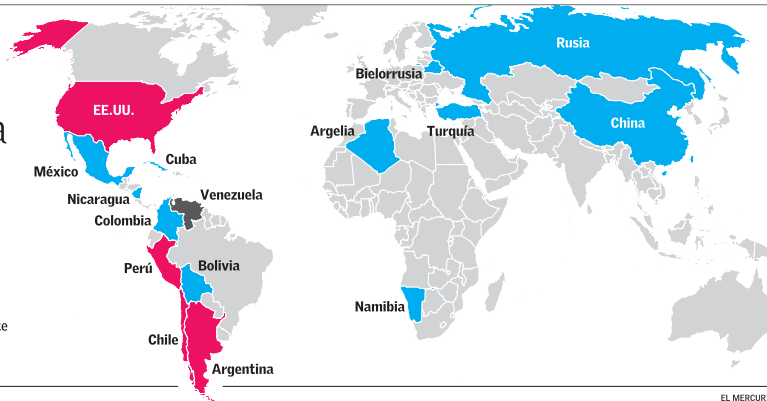 Rusia
Bielorrusia
EE.UU.
a
China
Argelia
Turquía
Cuba
México
Nicaragua
Venezuela
Colombia
Perú
Bolivia
Namibia
te
Chile
Argentina
EL MERCUR